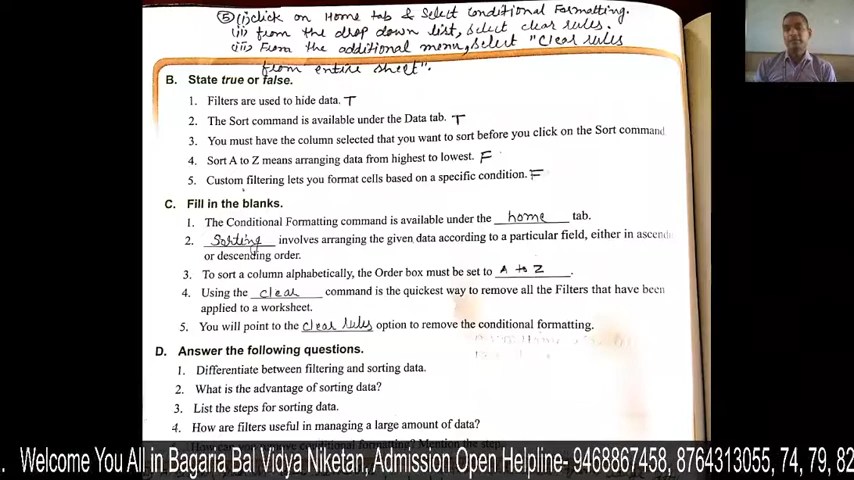 ⑤ (i) click on Home tab & Select Conditional Formatting.
(ii) from the drop down list, select clear rules.
(iii) From the additional menu, select "Clear rules
from entire sheet".
B. State true or false.
1. Filters are used to hide data. T
2. The Sort command is available under the Data tab. T
3. You must have the column selected that you want to sort before you click on the Sort command
4. Sort A to Z means arranging data from highest to lowest. F
5. Custom filtering lets you format cells based on a specific condition. F
C. Fill in the blanks.
1. The Conditional Formatting command is available under the home tab.
2. Sorting involves arranging the given data according to a particular field, either in ascend
or descending order.
3. To sort a column alphabetically, the Order box must be set to A to Z.
4. Using the clear command is the quickest way to remove all the Filters that have been
applied to a worksheet.
5. You will point to the clear rules option to remove the conditional formatting.
D. Answer the following questions.
1. Differentiate between filtering and sorting data.
2. What is the advantage of sorting data?
3. List the steps for sorting data.
4. How are filters useful in managing a large amount of data?
How can you remove conditional formatting? Mention the step
. Welcome You All in Bagaria Bal Vidya Niketan, Admission Open Helpline- 9468867458, 8764313055, 74, 79, 82